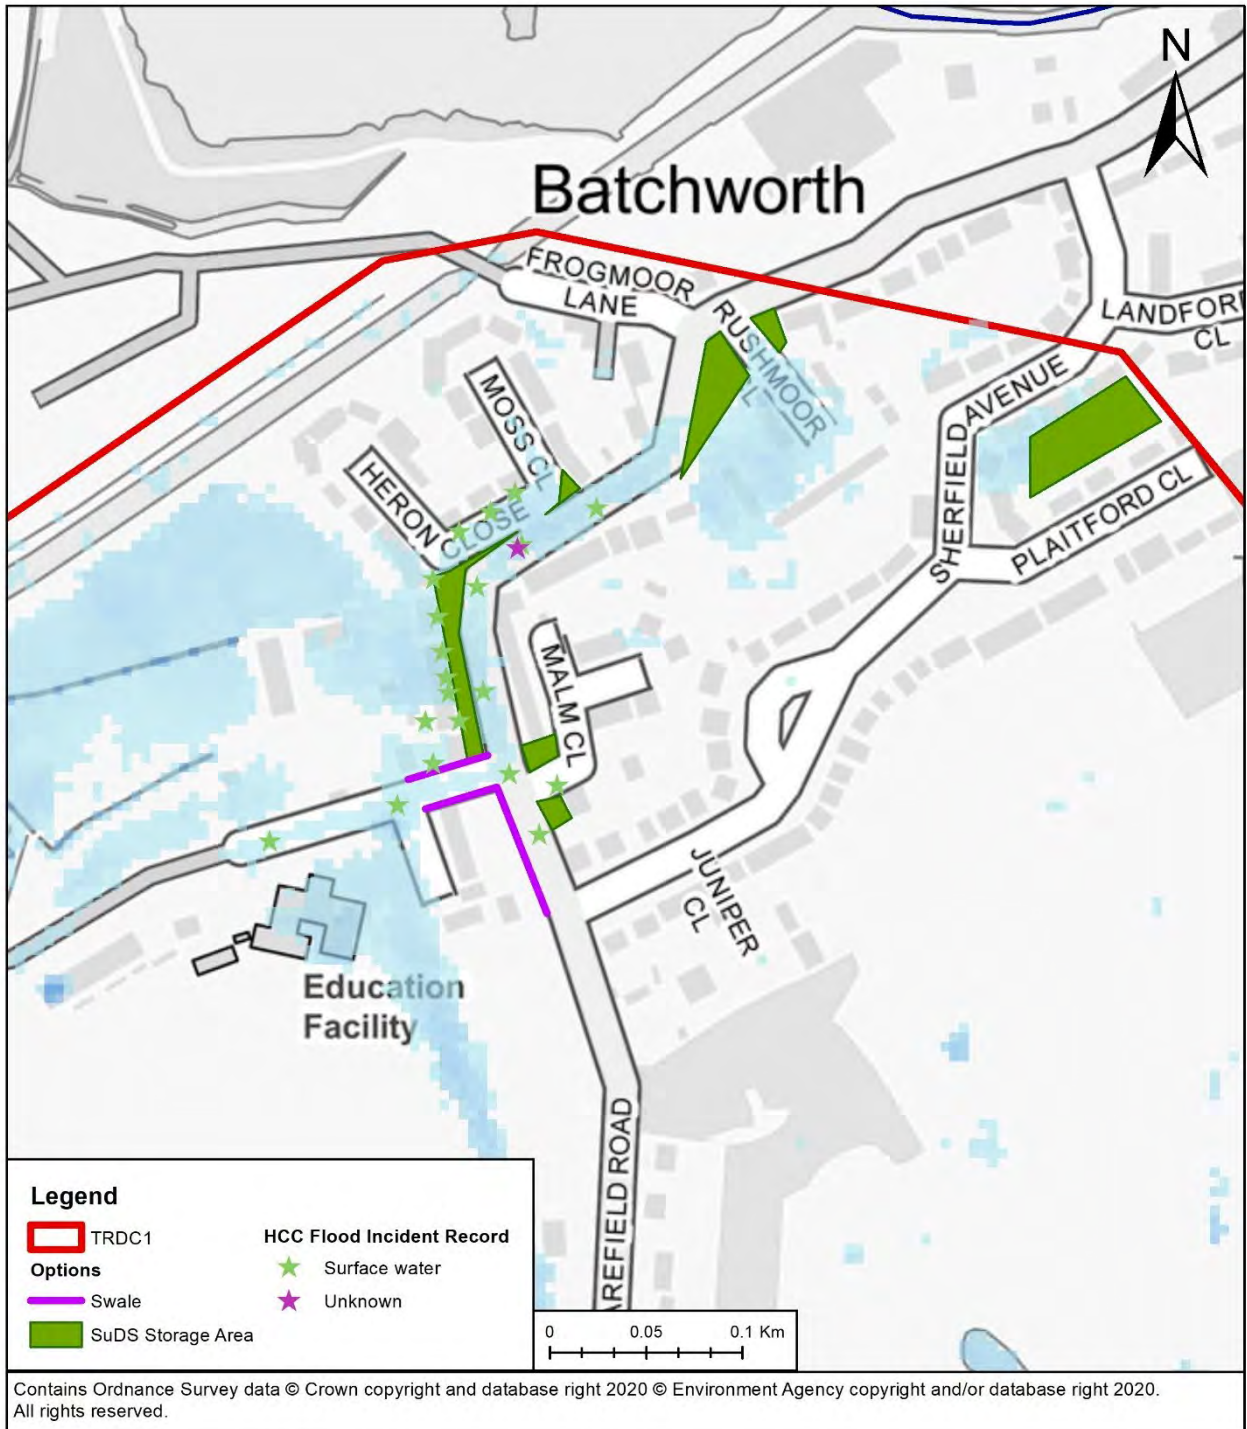 N
Batchworth
FROGMOOR
LANE
RUSHMOOR
CL
LANDFOR
CL
MOSS CL
HERON CLOSE
SHERFIELD AVENUE
PLAITFORD CL
MALM CL
JUNIPER
CL
Education
Facility
AREFIELD ROAD
Legend
TRDC1
HCC Flood Incident Record
Options
Surface water
Swale
Unknown
SuDS Storage Area
0 0.05 0.1 Km
Contains Ordnance Survey data © Crown copyright and database right 2020 © Environment Agency copyright and/or database right 2020.
All rights reserved.